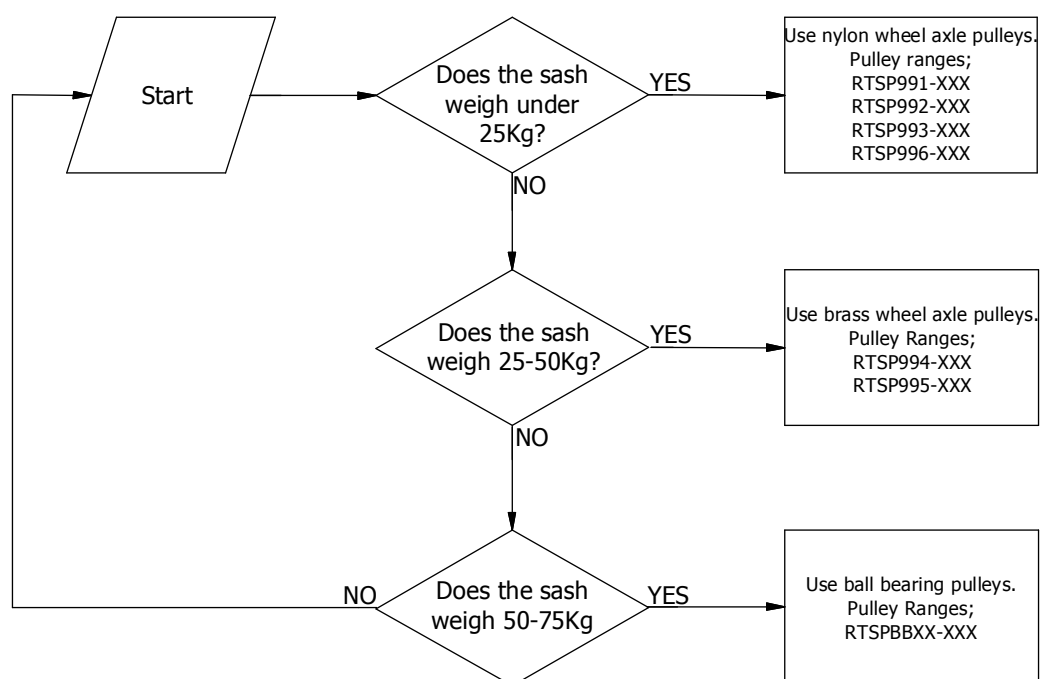 Start
Does the sash
weigh under
25Kg?
YES
Use nylon wheel axle pulleys.
Pulley ranges;
RTSP991-XXX
RTSP992-XXX
RTSP993-XXX
RTSP996-XXX
NO
Does the sash
weigh 25-50Kg?
YES
Use brass wheel axle pulleys.
Pulley Ranges;
RTSP994-XXX
RTSP995-XXX
NO
NO
Does the sash
weigh 50-75Kg
YES
Use ball bearing pulleys.
Pulley Ranges;
RTSPBBXX-XXX